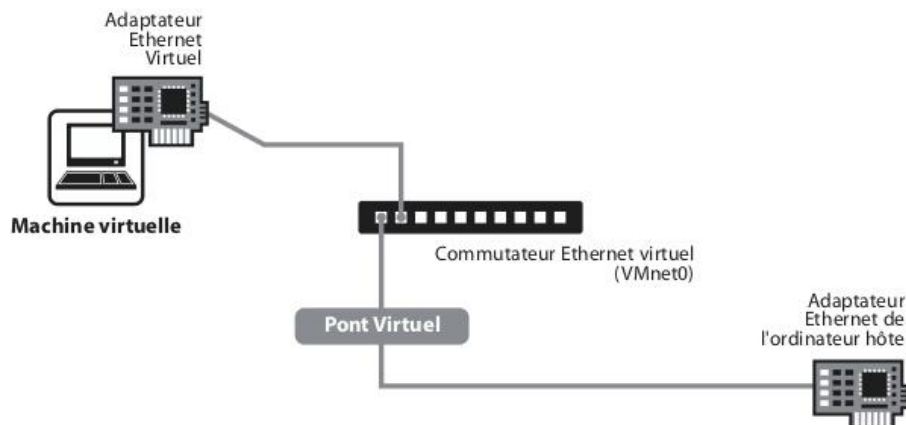 Adaptateur
Ethernet
Virtuel
Machine virtuelle
Commutateur Ethernet virtuel
(VMnet0)
Pont Virtuel
Adaptateur
Ethernet de
l'ordinateur hôte